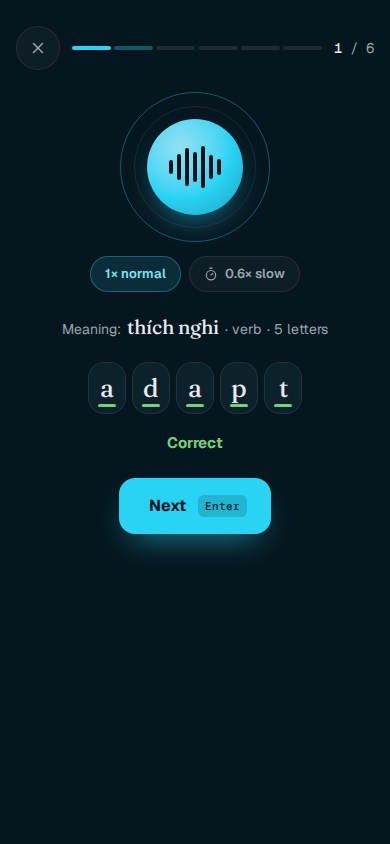 1 / 6
1× normal
0.6× slow
Meaning: thích nghi · verb · 5 letters
a d a p t
Correct
Next Enter